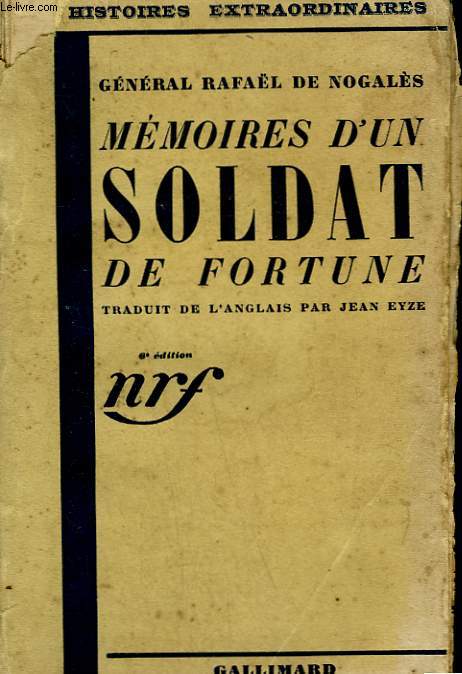 Le-livre.com
HISTOIRES EXTRAORDINAIRES
GÉNÉRAL RAFAËL DE NOGALÈS
MÉMOIRES D'UN
SOLDAT
DE FORTUNE
TRADUIT DE L'ANGLAIS PAR JEAN EYZE
6e édition
nrf
GALLIMARD